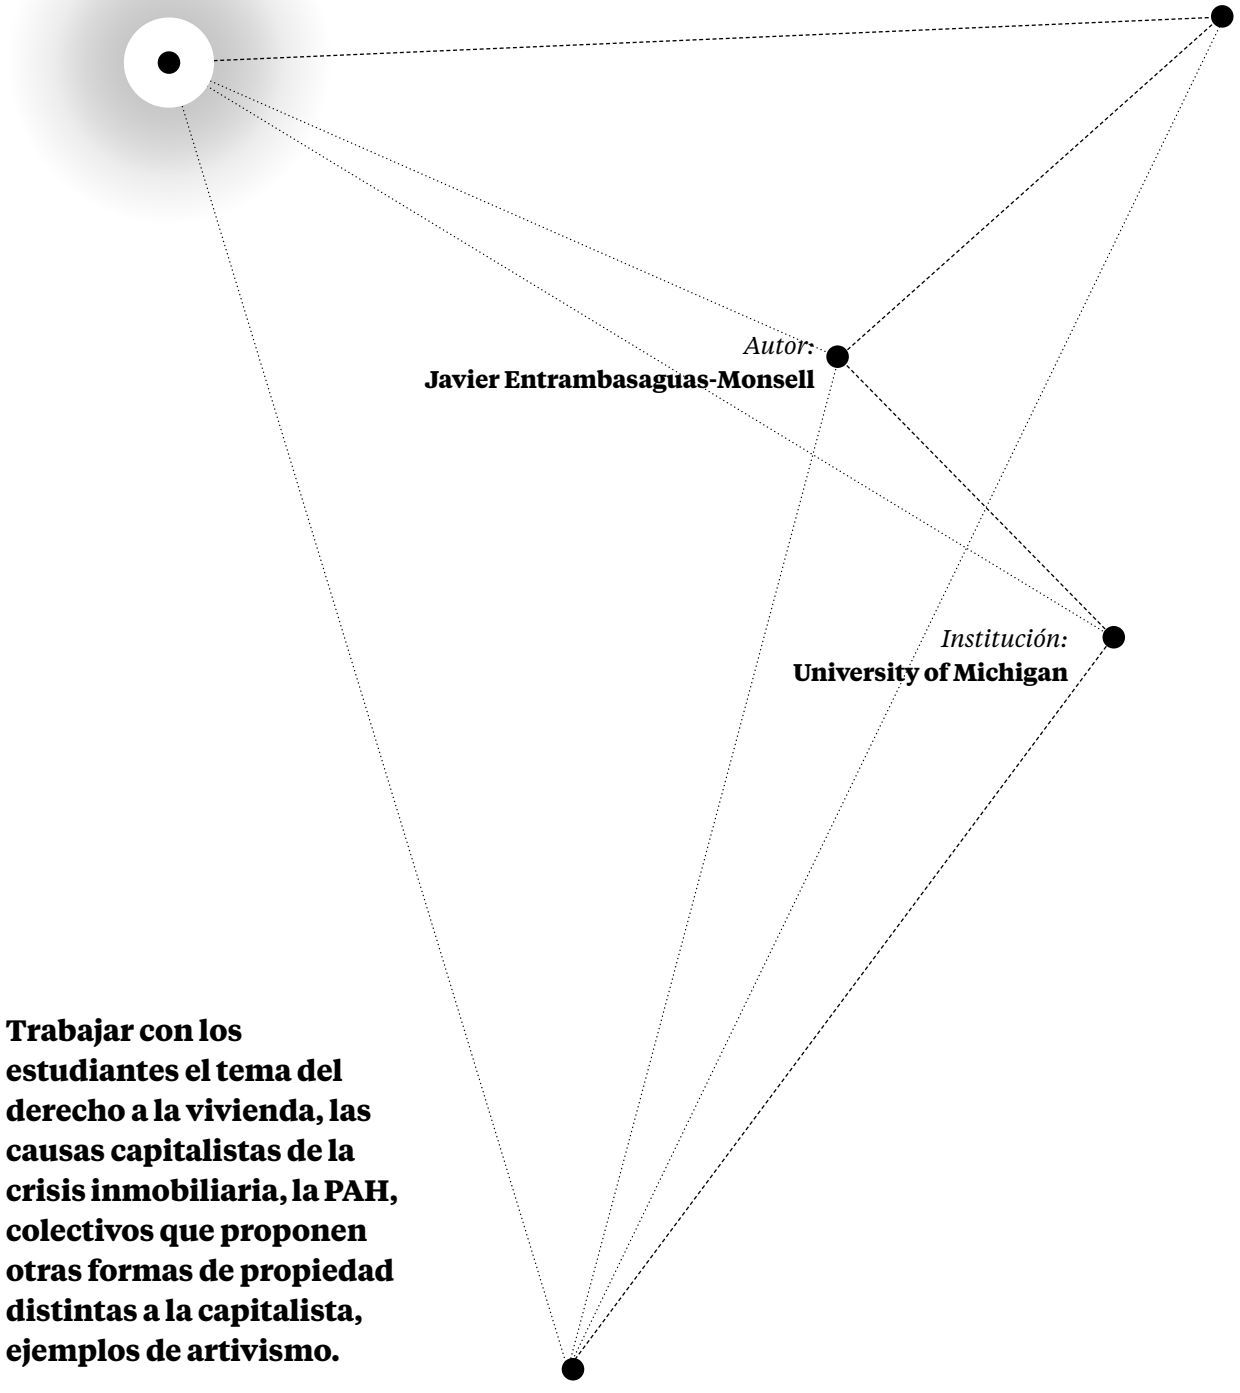 Autor:
Javier Entrambasaguas-Monsell
Institución:
University of Michigan
Trabajar con los
estudiantes el tema del
derecho a la vivienda, las
causas capitalistas de la
crisis inmobiliaria, la PAH,
colectivos que proponen
otras formas de propiedad
distintas a la capitalista,
ejemplos de artivismo.